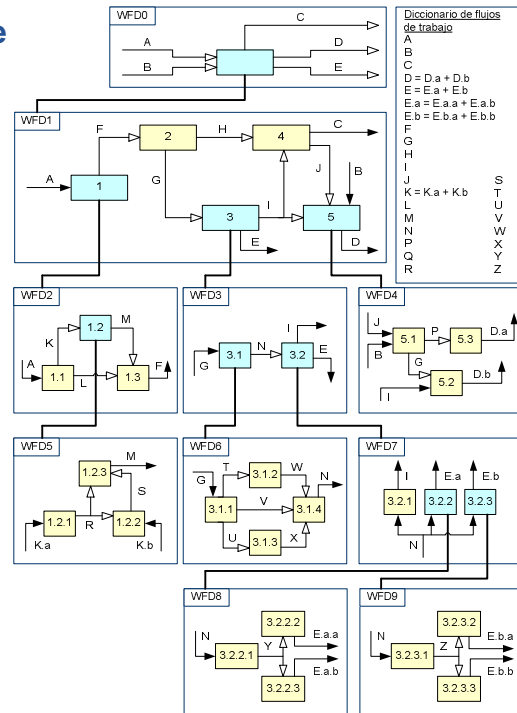 e
WFD0
A
B
C
D
E
Diccionario de flujos
de trabajo
A
B
C
D = D.a + D.b
E = E.a + E.b
E.a = E.a.a + E.a.b
E.b = E.b.a + E.b.b
F
G
H
I
J S
K = K.a + K.b T
L U
M V
N W
P X
Q Y
R Z
WFD1
A
1
F
2
H
4
C
G
J
B
3
I
5
E
D
WFD2
A
K
1.2
M
1.1
L
1.3
F
WFD3
G
3.1
N
3.2
I
E
WFD4
J
B
5.1
P
5.3
D.a
G
5.2
D.b
I
WFD5
1.2.3
M
S
1.2.1
R
1.2.2
K.a
K.b
WFD6
G
T
3.1.2
W
N
3.1.1
V
3.1.4
U
3.1.3
X
WFD7
I
E.a
E.b
3.2.1
3.2.2
3.2.3
N
WFD8
N
3.2.2.1
Y
3.2.2.2
E.a.a
E.a.b
3.2.2.3
WFD9
N
3.2.3.1
Z
3.2.3.2
E.b.a
E.b.b
3.2.3.3